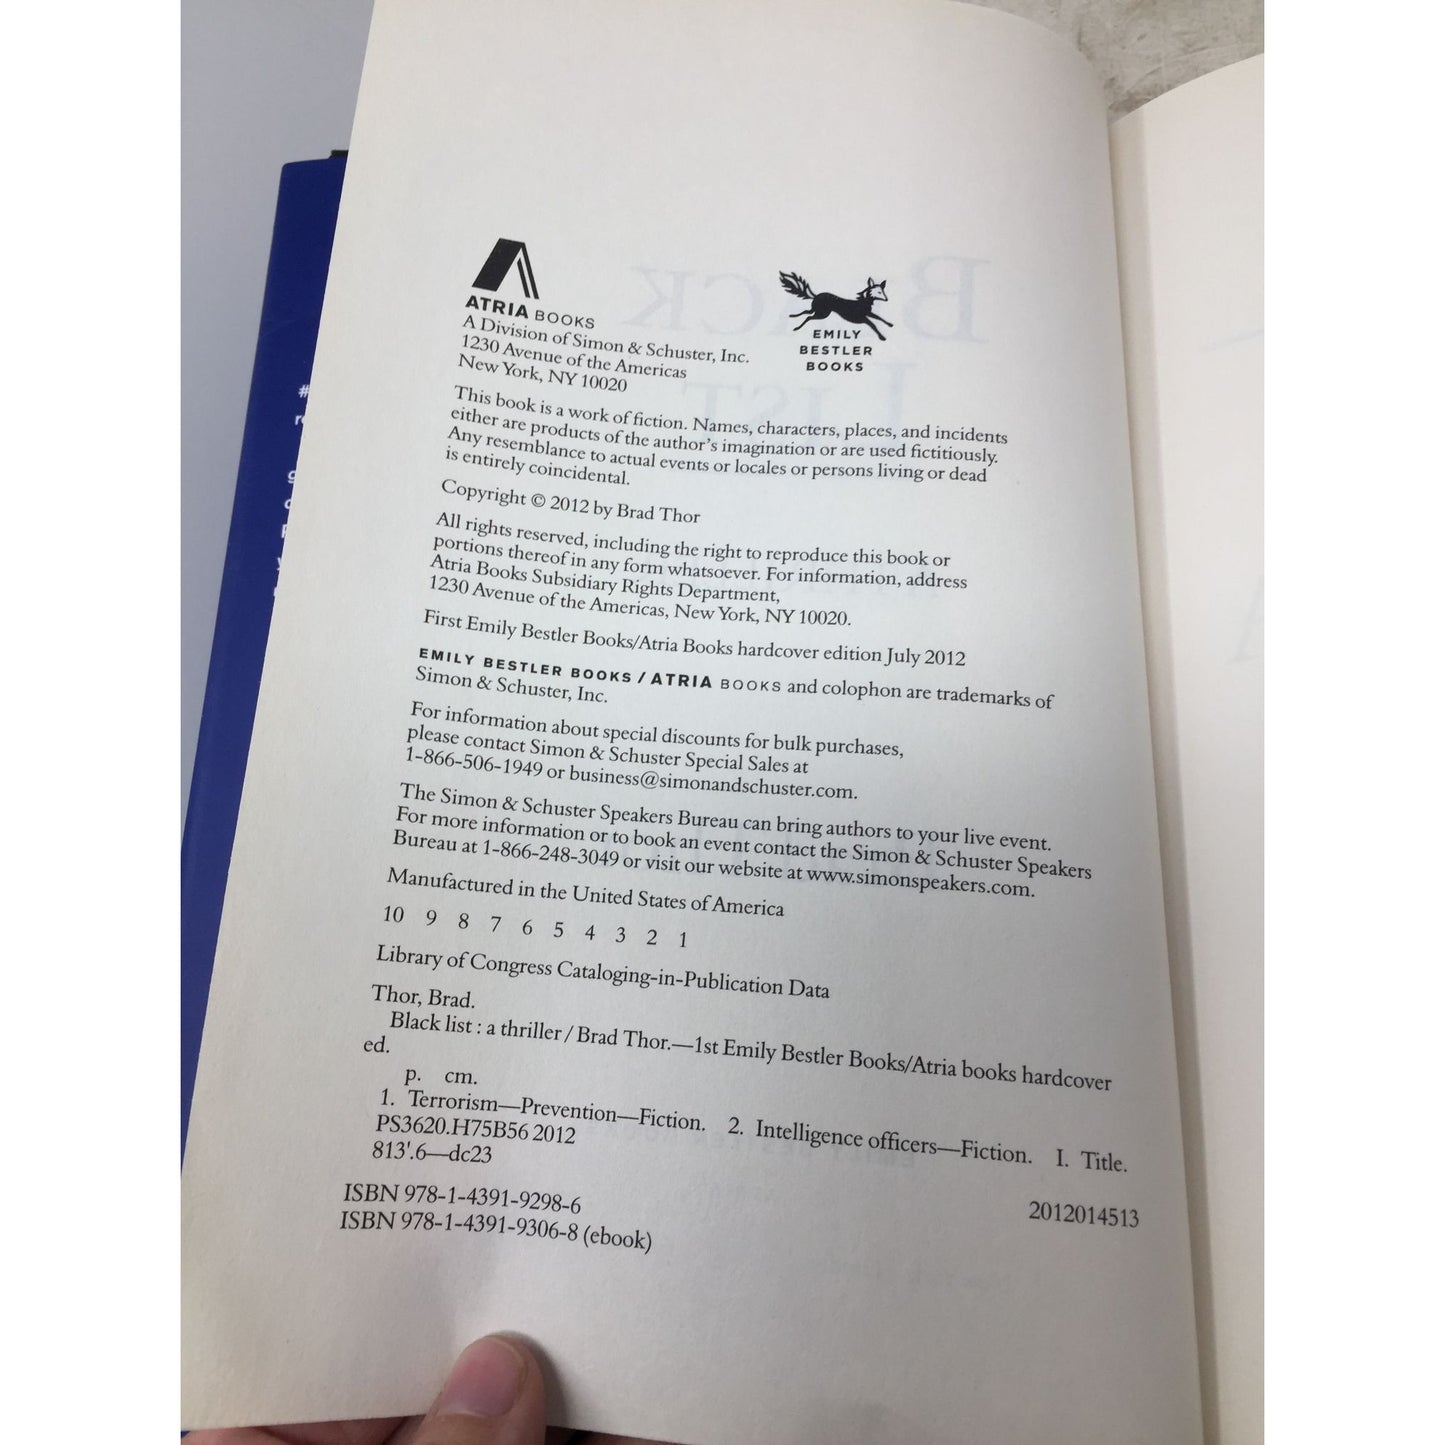 ATRIA BOOKS
A Division of Simon & Schuster, Inc.
1230 Avenue of the Americas
New York, NY 10020
EMILY
BESTLER
BOOKS
This book is a work of fiction. Names, characters, places, and incidents
either are products of the author's imagination or are used fictitiously.
Any resemblance to actual events or locales or persons living or dead
is entirely coincidental.
Copyright © 2012 by Brad Thor
All rights reserved, including the right to reproduce this book or
portions thereof in any form whatsoever. For information, address
Atria Books Subsidiary Rights Department,
1230 Avenue of the Americas, New York, NY 10020.
First Emily Bestler Books/Atria Books hardcover edition July 2012
EMILY BESTLER BOOKS / ATRIA BOOKS and colophon are trademarks of
Simon & Schuster, Inc.
For information about special discounts for bulk purchases,
please contact Simon & Schuster Special Sales at
1-866-506-1949 or business@simonandschuster.com.
The Simon & Schuster Speakers Bureau can bring authors to your live event.
For more information or to book an event contact the Simon & Schuster Speakers
Bureau at 1-866-248-3049 or visit our website at www.simonspeakers.com.
Manufactured in the United States of America
10 9 8 7 6 5 4 3 2 1
Library of Congress Cataloging-in-Publication Data
Thor, Brad.
Black list : a thriller / Brad Thor.—1st Emily Bestler Books/Atria books hardcover
ed.
p. cm.
1. Terrorism—Prevention—Fiction. 2. Intelligence officers—Fiction. I. Title.
PS3620.H75B56 2012
813'.6—dc23
2012014513
ISBN 978-1-4391-9298-6
ISBN 978-1-4391-9306-8 (ebook)